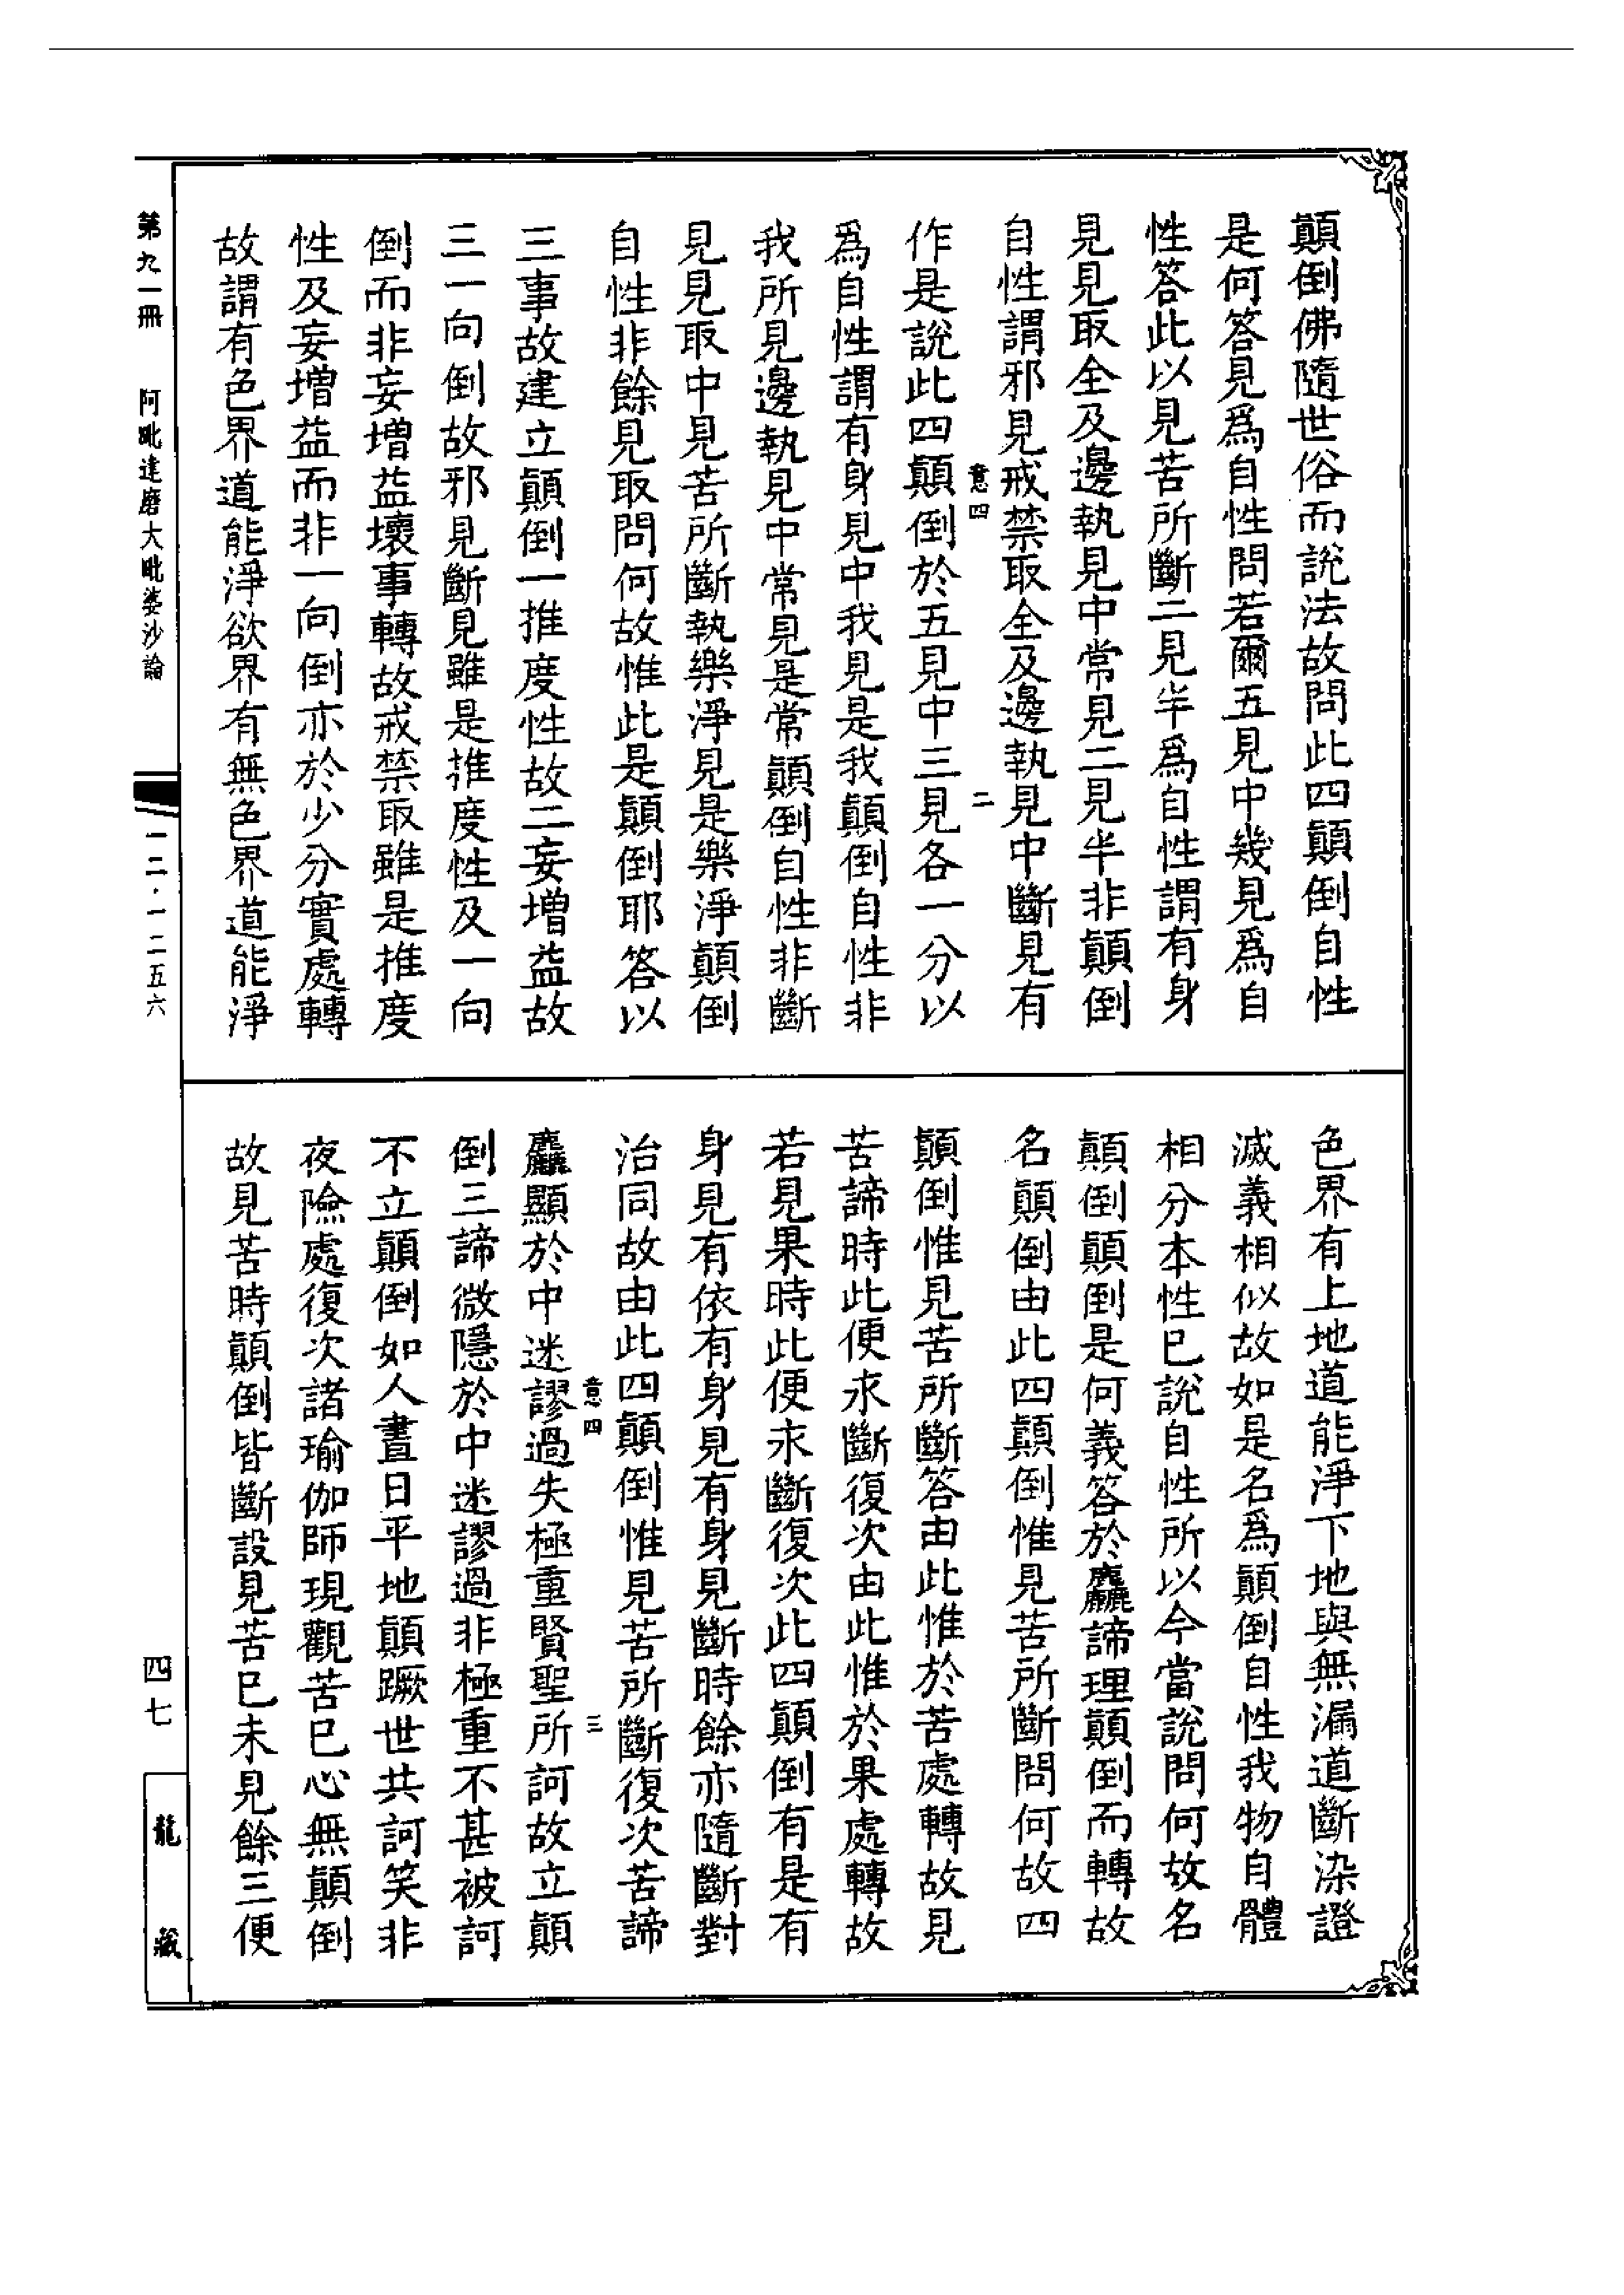 顛倒佛隨世俗而說法故問此四顛倒自性
是何答見爲自性問若爾五見中幾見爲自
性答此以見苦所斷二見半爲自性謂有身
見見取全及邊執見中常見二見半非顛倒
自性謂邪見戒禁取全及邊執見中斷見有
意四
二
作是說此四顛倒於五見中三見各一分以
爲自性謂有身見中我見是我顛倒自性非
我所見邊執見中常見是常顛倒自性非斷
見見取中見苦所斷執樂淨見是樂淨顛倒
自性非餘見取問何故惟此是顛倒耶答以
三事故建立顛倒一推度性故二妄增益故
三一向倒故邪見斷見雖是推度性及一向
倒而非妄增益壞事轉故戒禁取雖是推度
性及妄增益而非一向倒亦於少分實處轉
故謂有色界道能淨欲界有無色界道能淨
色界有上地道能淨下地與無漏道斷染證
滅義相似故如是名爲顛倒自性我物自體
相分本性已說自性所以今當說問何故名
顛倒顛倒是何義答於麤諦理顛倒而轉故
名顛倒由此四顛倒惟見苦所斷問何故四
顛倒惟見苦所斷答由此惟於苦處轉故見
苦諦時此便永斷復次由此惟於果處轉故
若見果時此便永斷復次此四顛倒有是有
身見有依有身見有身見斷時餘亦隨斷對
治同故由此四顛倒惟見苦所斷復次苦諦
意四
三
麤顯於中迷謬過失極重賢聖所訶故立顛
倒三諦微隱於中迷謬過非極重不甚被訶
不立顛倒如人晝日平地顛蹶世共訶笑非
夜險處復次諸瑜伽師現觀苦已心無顛倒
故見苦時顛倒皆斷設見苦已未見餘三便
第九一冊
阿毗達磨大毗婆沙論
一二·一二五六
四七
龍藏